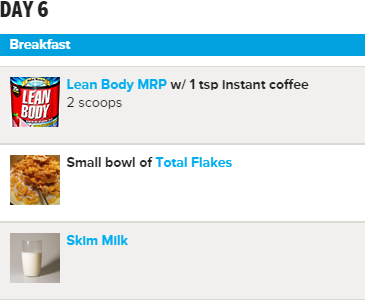 DAY 6
Breakfast
LEAN
BODY
Lean Body MRP w/ 1 tsp instant coffee
2 scoops
Small bowl of Total Flakes
Skim Milk